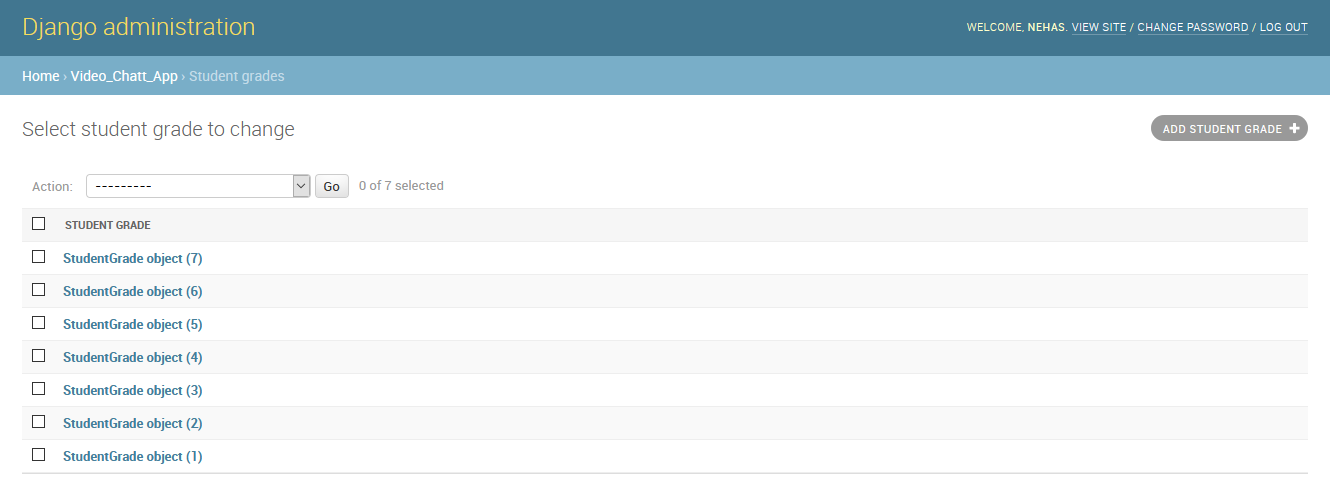 Django administration
WELCOME, NEHAS. VIEW SITE / CHANGE PASSWORD / LOG OUT
Home › Video_Chatt_App › Student grades
Select student grade to change
ADD STUDENT GRADE +
Action: --------- Go 0 of 7 selected
STUDENT GRADE
StudentGrade object (7)
StudentGrade object (6)
StudentGrade object (5)
StudentGrade object (4)
StudentGrade object (3)
StudentGrade object (2)
StudentGrade object (1)